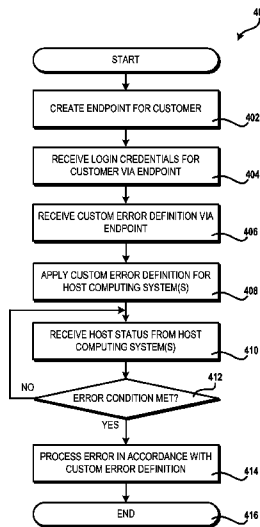 START
CREATE ENDPOINT FOR CUSTOMER
402
RECEIVE LOGIN CREDENTIALS FOR
CUSTOMER VIA ENDPOINT
404
RECEIVE CUSTOM ERROR DEFINITION VIA
ENDPOINT
406
APPLY CUSTOM ERROR DEFINITION FOR
HOST COMPUTING SYSTEM(S)
408
RECEIVE HOST STATUS FROM HOST
COMPUTING SYSTEM(S)
410
412
NO
ERROR CONDITION MET?
YES
PROCESS ERROR IN ACCORDANCE WITH
CUSTOM ERROR DEFINITION
414
END
416